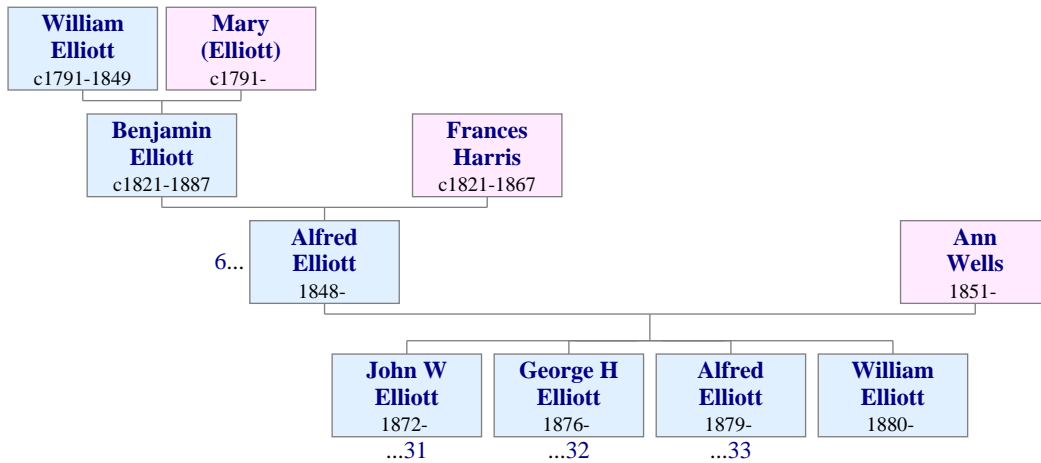 William
Elliott
c1791-1849
Mary
(Elliott)
c1791-
Benjamin
Elliott
c1821-1887
Frances
Harris
c1821-1867
6...
Alfred
Elliott
1848-
Ann
Wells
1851-
John W
Elliott
1872-
...31
George H
Elliott
1876-
...32
Alfred
Elliott
1879-
...33
William
Elliott
1880-